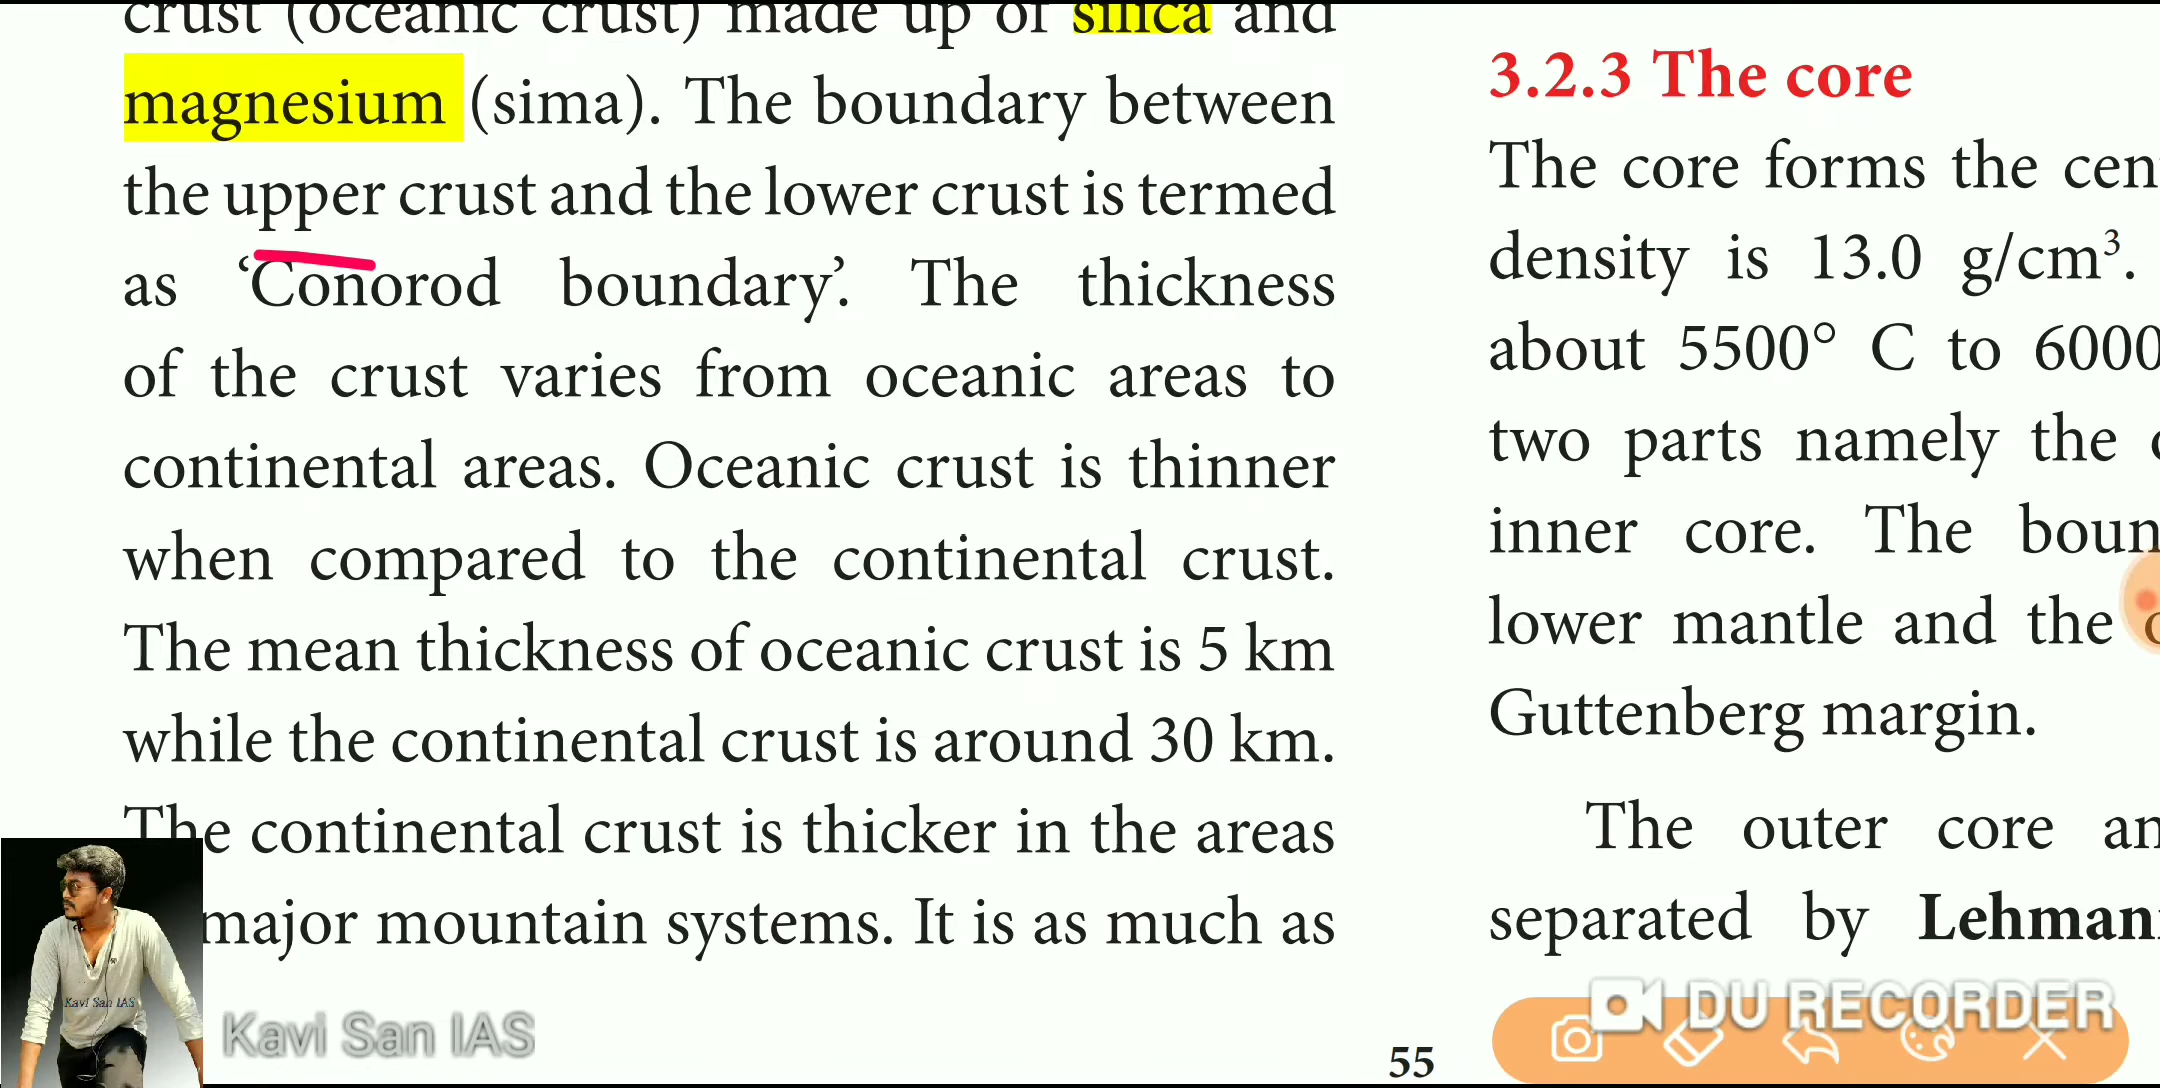 crust (oceanic crust) made up of silica and
magnesium (sima). The boundary between
the upper crust and the lower crust is termed
as ‘Conorod boundary’. The thickness
of the crust varies from oceanic areas to
continental areas. Oceanic crust is thinner
when compared to the continental crust.
The mean thickness of oceanic crust is 5 km
while the continental crust is around 30 km.
The continental crust is thicker in the areas
major mountain systems. It is as much as
3.2.3 The core
The core forms the cen
density is 13.0 g/cm³.
about 5500° C to 6000
two parts namely the
inner core. The boun
lower mantle and the
Guttenberg margin.
The outer core an
separated by Lehman
55
Kavi San IAS
Kavi San IAS
DU RECORDER